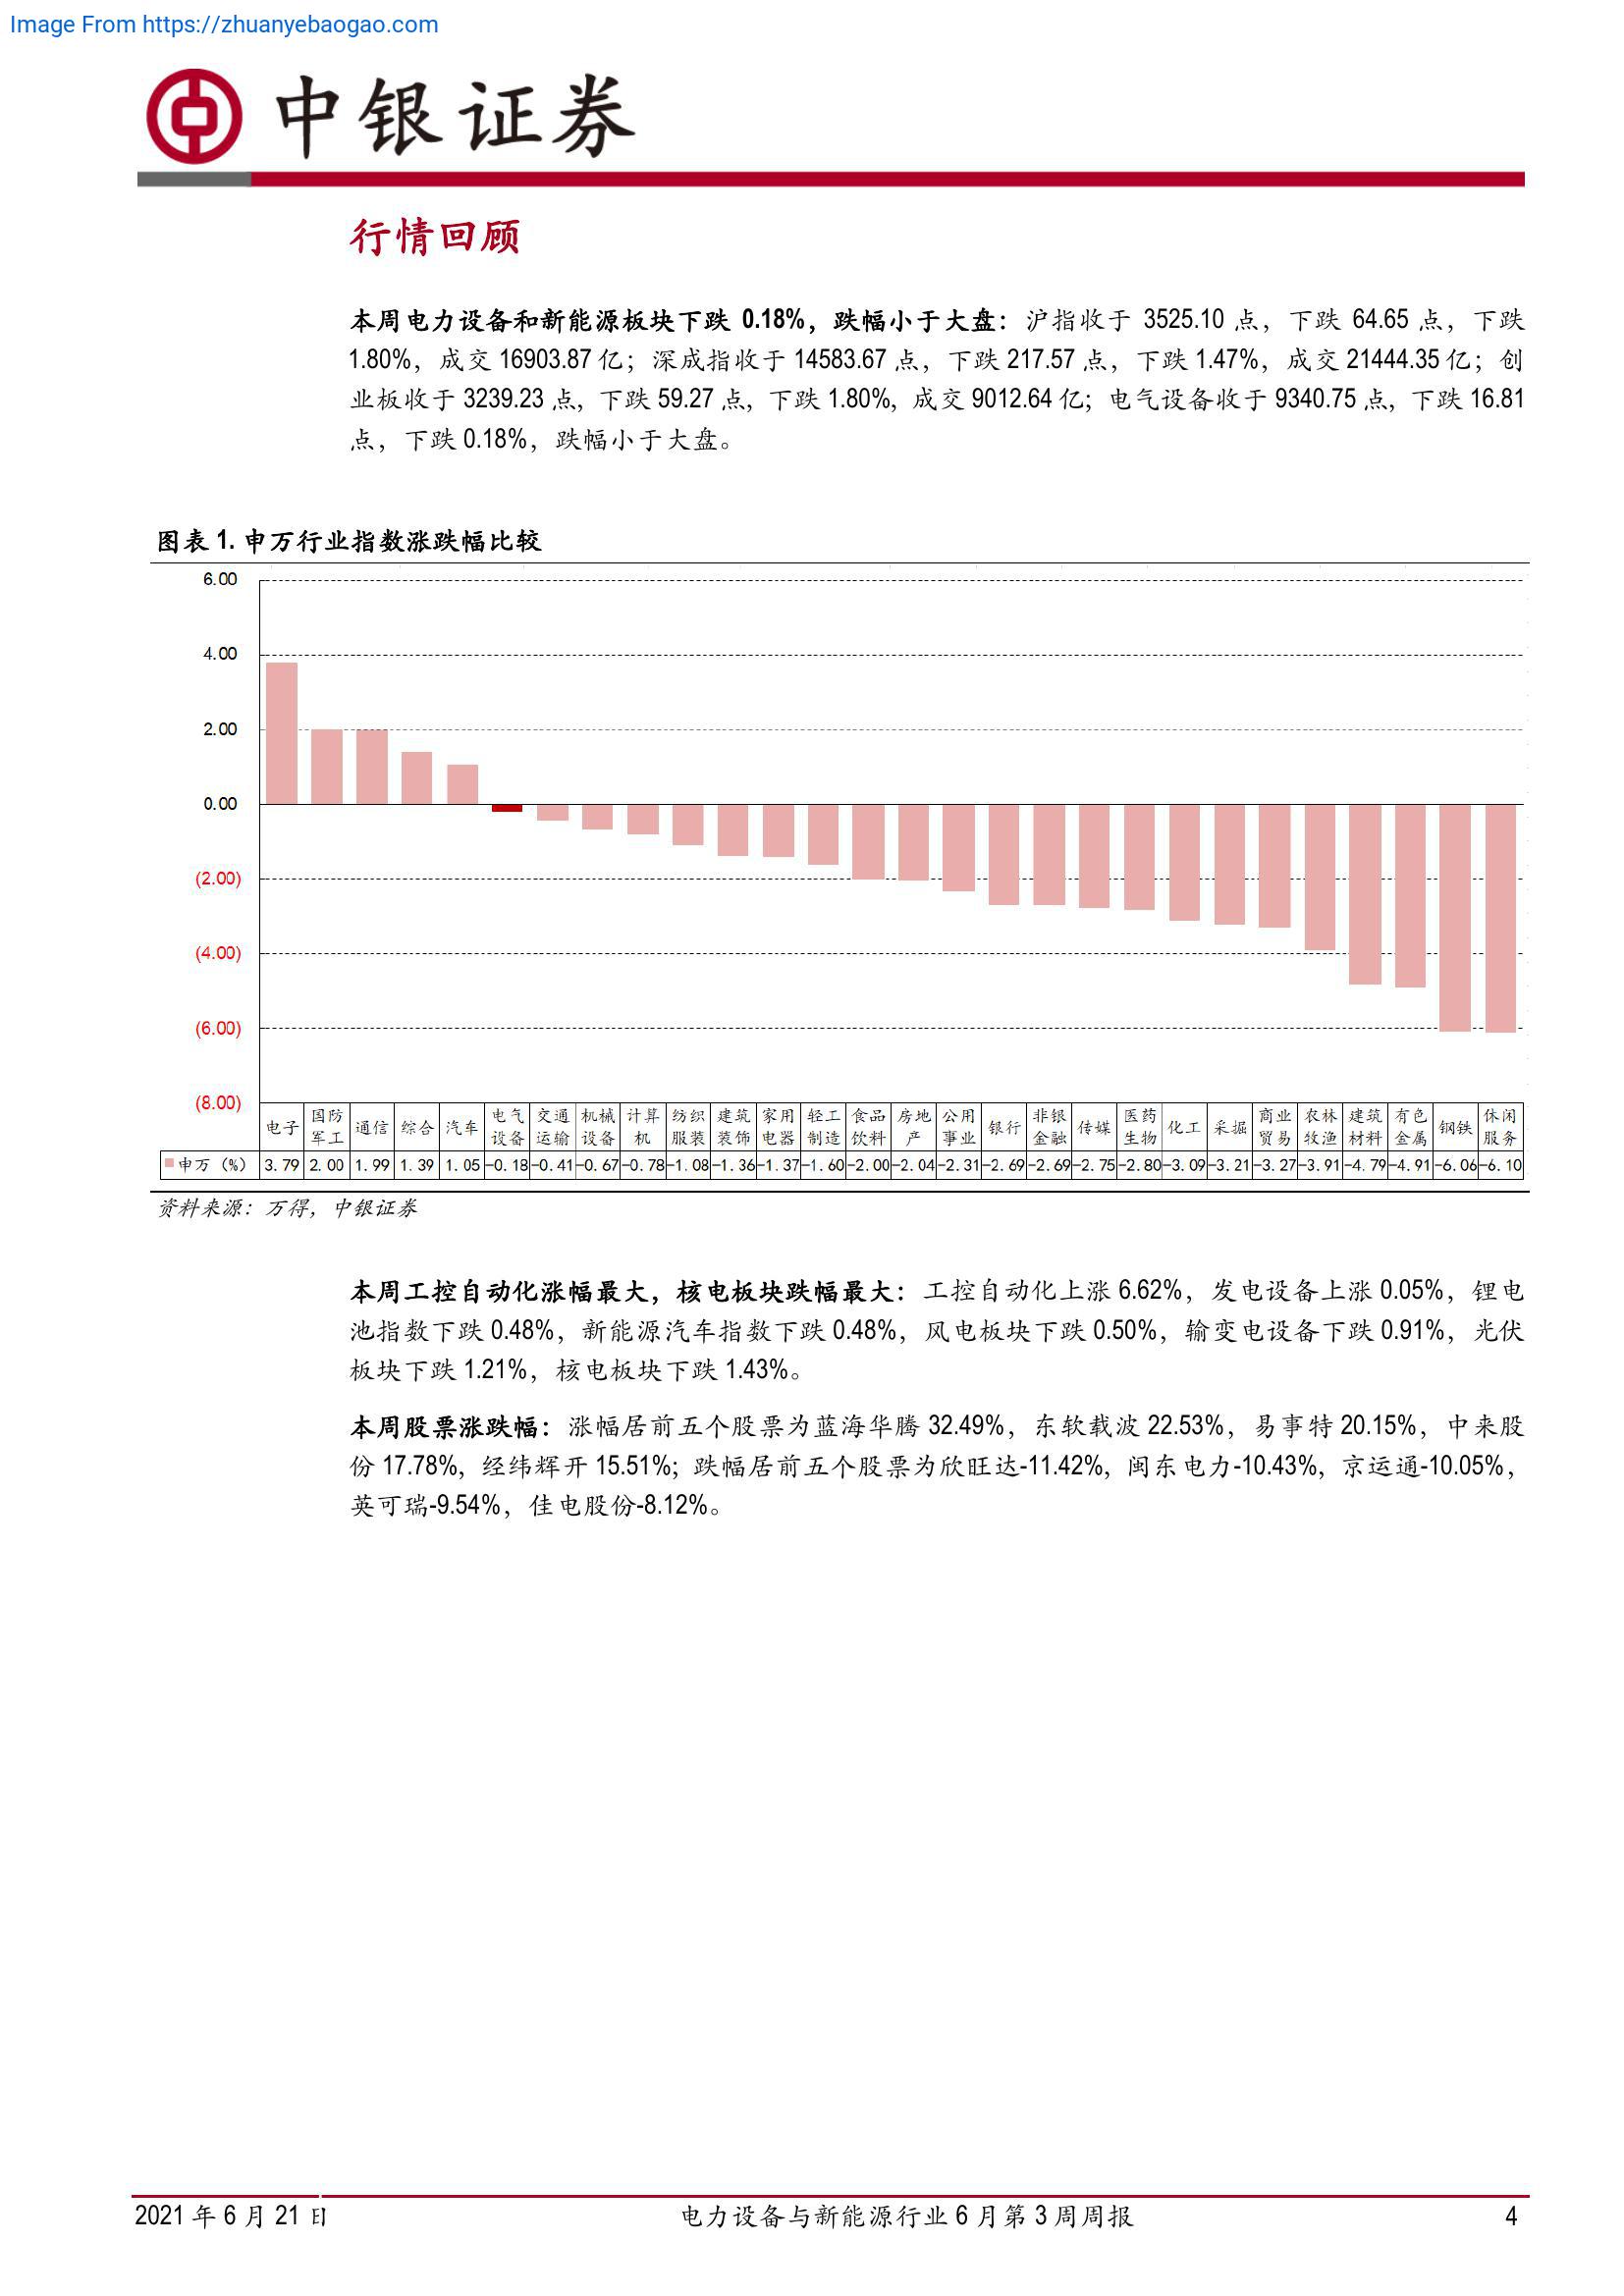 Image From https://zhuanyebaogao.com
中银证券
行情回顾
本周电力设备和新能源板块下跌 0.18%，跌幅小于大盘：沪指收于 3525.10 点，下跌 64.65 点，下跌
1.80%，成交 16903.87 亿；深成指收于 14583.67 点，下跌 217.57 点，下跌 1.47%，成交 21444.35 亿；创
业板收于 3239.23 点，下跌 59.27 点，下跌 1.80%，成交 9012.64 亿；电气设备收于 9340.75 点，下跌 16.81
点，下跌 0.18%，跌幅小于大盘。
图表 1. 申万行业指数涨跌幅比较
6.00
4.00
2.00
0.00
(2.00)
(4.00)
(6.00)
(8.00)
电子 国防军工 通信 综合 汽车 电气设备 交通运输 机械设备 计算机 纺织服装 建筑装饰 家用电器 轻工制造 食品饮料 房地产 公用事业 银行 非银金融 传媒 医药生物 化工 采掘 商业贸易 农林牧渔 建筑材料 有色金属 钢铁 休闲服务
申万（%） 3.79 2.00 1.99 1.39 1.05 -0.18 -0.41 -0.67 -0.78 -1.08 -1.36 -1.37 -1.60 -2.00 -2.04 -2.31 -2.69 -2.69 -2.75 -2.80 -3.09 -3.21 -3.27 -3.91 -4.79 -4.91 -6.06 -6.10
资料来源：万得，中银证券
本周工控自动化涨幅最大，核电板块跌幅最大：工控自动化上涨 6.62%，发电设备上涨 0.05%，锂电
池指数下跌 0.48%，新能源汽车指数下跌 0.48%，风电板块下跌 0.50%，输变电设备下跌 0.91%，光伏
板块下跌 1.21%，核电板块下跌 1.43%。
本周股票涨跌幅：涨幅居前五个股票为蓝海华腾 32.49%，东软载波 22.53%，易事特 20.15%，中来股
份 17.78%，经纬辉开 15.51%；跌幅居前五个股票为欣旺达-11.42%，闽东电力-10.43%，京运通-10.05%，
英可瑞-9.54%，佳电股份-8.12%。
2021 年 6 月 21 日
电力设备与新能源行业 6 月第 3 周周报
4